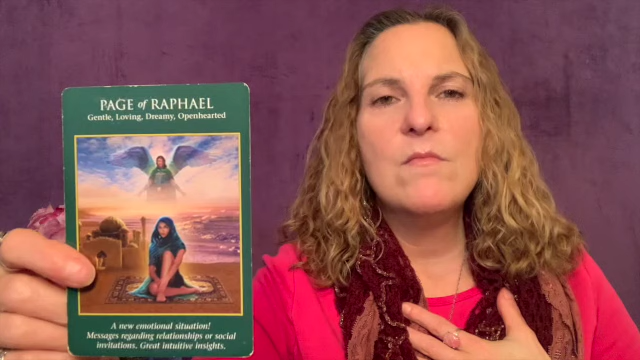 PAGE of RAPHAEL
Gentle, Loving, Dreamy, Openhearted
A new emotional situation!
Messages regarding relationships or social
invitations. Great intuitive insights.